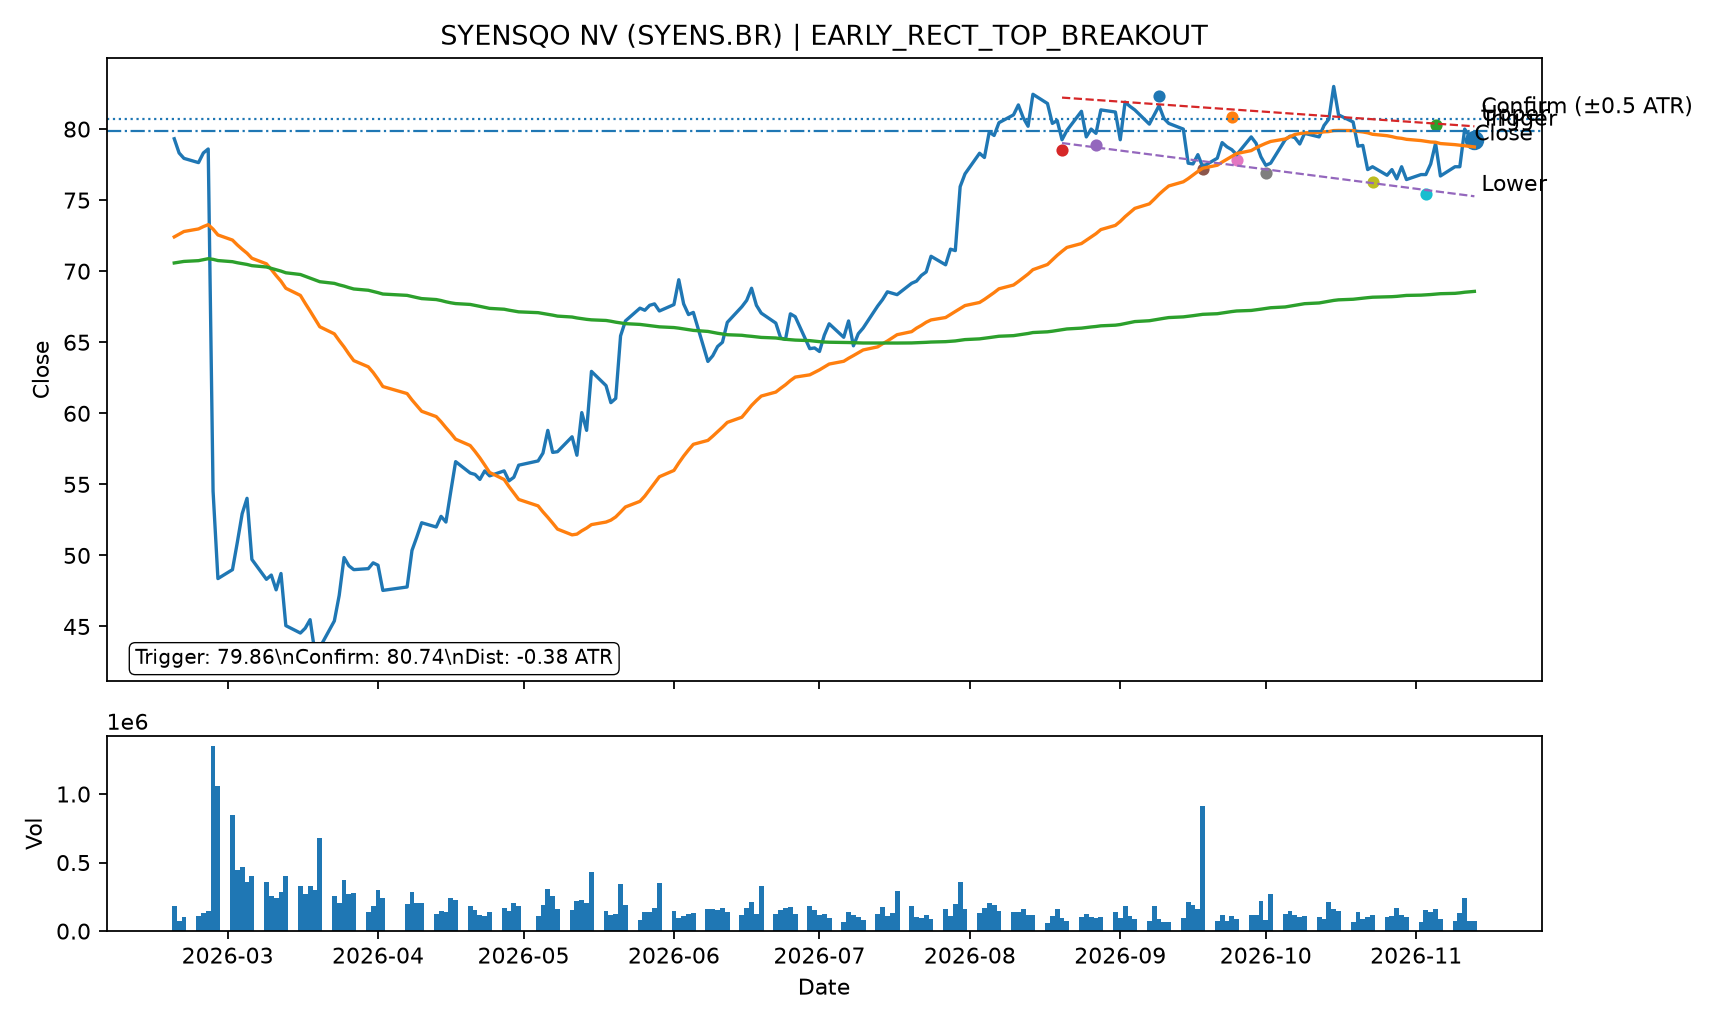 SYENSQO NV (SYENS.BR) | EARLY_RECT_TOP_BREAKOUT
Close
80
75
70
65
60
55
50
45
Confirm (±0.5 ATR)
Upper
Trigger
Close
Lower
Trigger: 79.86\nConfirm: 80.74\nDist: -0.38 ATR
1e6
Vol
1.0
0.5
0.0
2026-03
2026-04
2026-05
2026-06
2026-07
2026-08
2026-09
2026-10
2026-11
Date